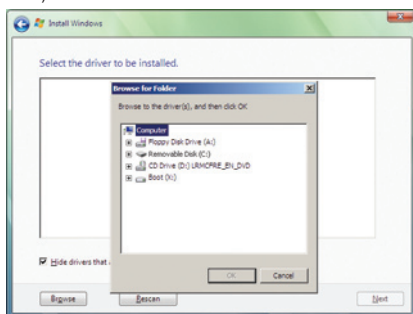 Install Windows
Select the driver to be installed.
Browse for Folder
Browse to the driver(s), and then click OK
Computer
Floppy Disk Drive (A:)
Removable Disk (C:)
CD Drive (D:) LRMCFRE_EN_DVD
Boot (X:)
Hide drivers that
OK
Cancel
Browse
Rescan
Next